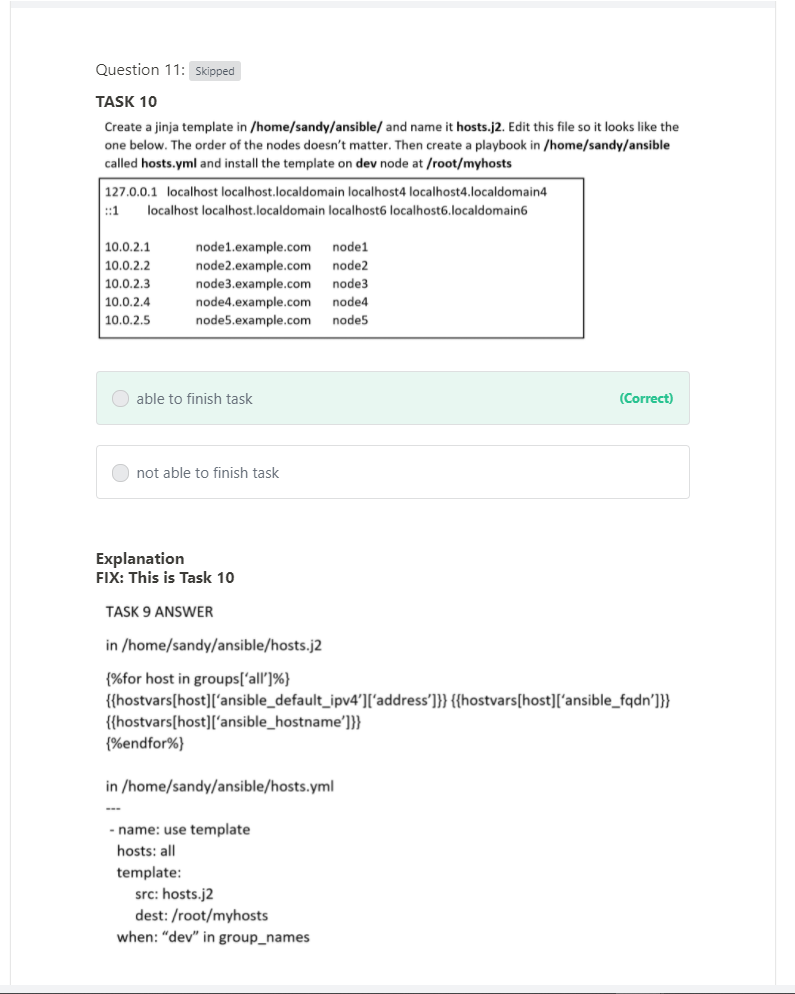 Question 11: Skipped
TASK 10
Create a jinja template in /home/sandy/ansible/ and name it hosts.j2. Edit this file so it looks like the
one below. The order of the nodes doesn’t matter. Then create a playbook in /home/sandy/ansible
called hosts.yml and install the template on dev node at /root/myhosts
127.0.0.1 localhost localhost.localdomain localhost4 localhost4.localdomain4
::1 localhost localhost.localdomain localhost6 localhost6.localdomain6
10.0.2.1 node1.example.com node1
10.0.2.2 node2.example.com node2
10.0.2.3 node3.example.com node3
10.0.2.4 node4.example.com node4
10.0.2.5 node5.example.com node5
able to finish task (Correct)
not able to finish task
Explanation
FIX: This is Task 10
TASK 9 ANSWER
in /home/sandy/ansible/hosts.j2
{%for host in groups[‘all’]%}
{{hostvars[host][‘ansible_default_ipv4’][‘address’]}} {{hostvars[host][‘ansible_fqdn’]}}
{{hostvars[host][‘ansible_hostname’]}}
{%endfor%}
in /home/sandy/ansible/hosts.yml
---
- name: use template
hosts: all
template:
src: hosts.j2
dest: /root/myhosts
when: “dev” in group_names